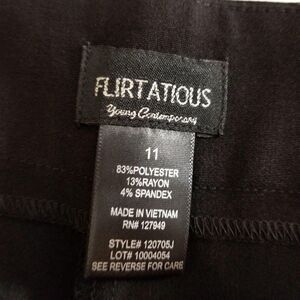 FLIRTATIOUS
Young Contemporary
11
83%POLYESTER
13%RAYON
4% SPANDEX
MADE IN VIETNAM
RN# 127949
STYLE# 120705J
LOT# 10004054
SEE REVERSE FOR CARE